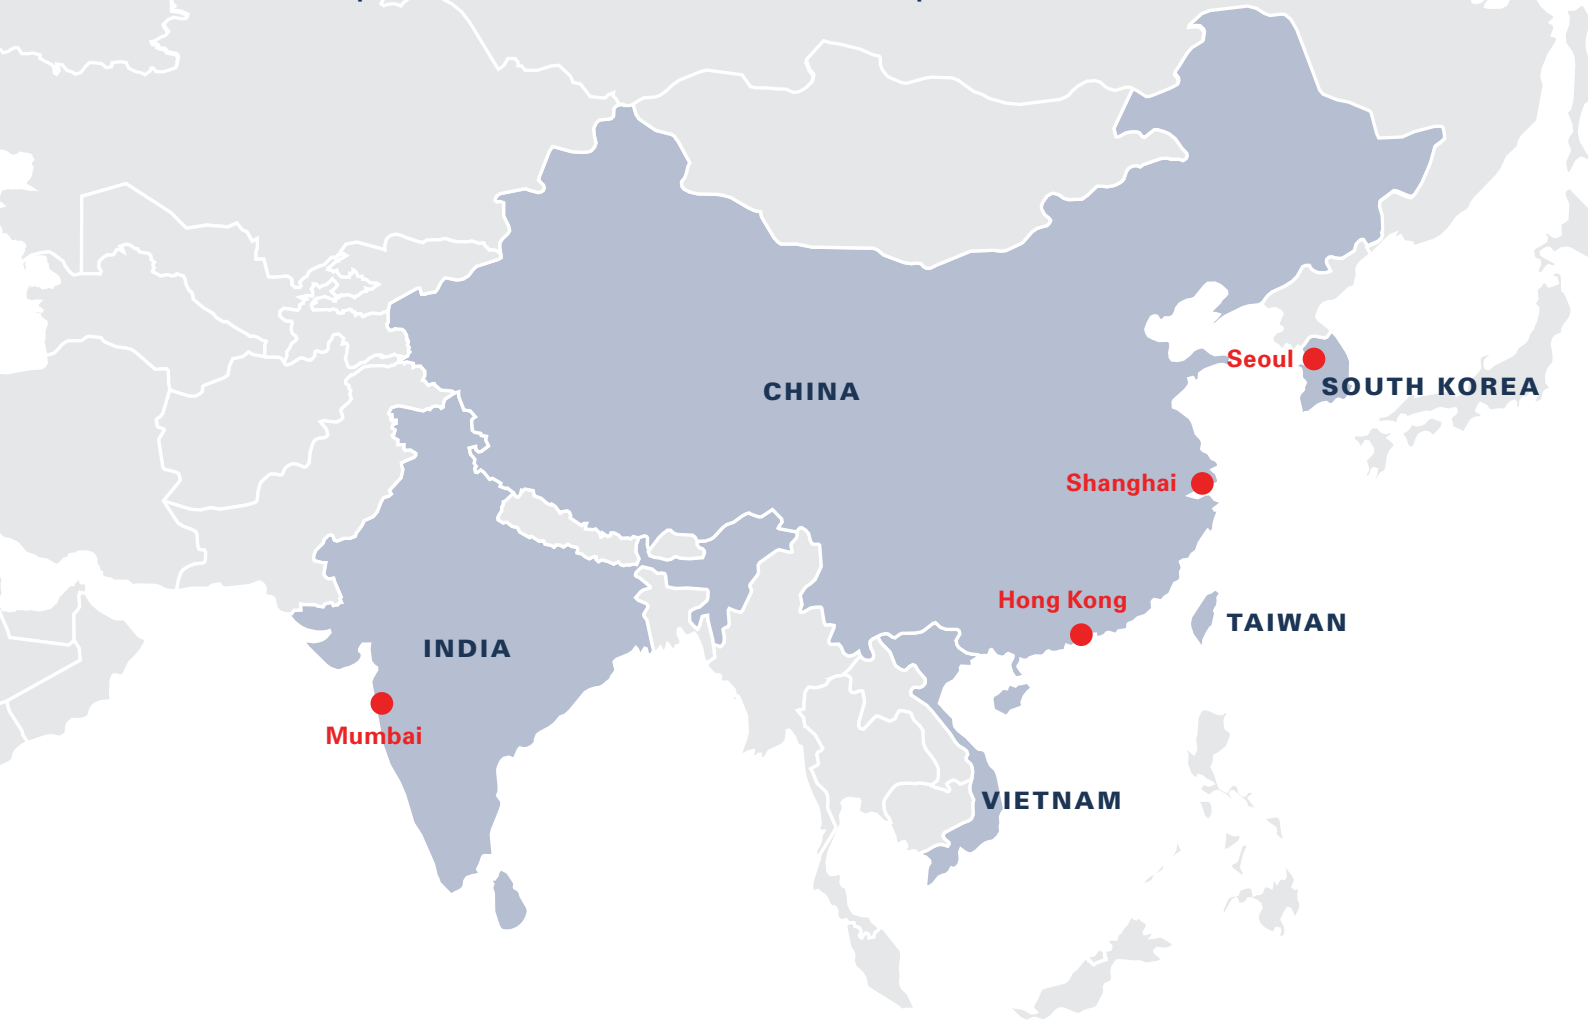 CHINA
Seoul
SOUTH KOREA
Shanghai
Hong Kong
TAIWAN
INDIA
Mumbai
VIETNAM